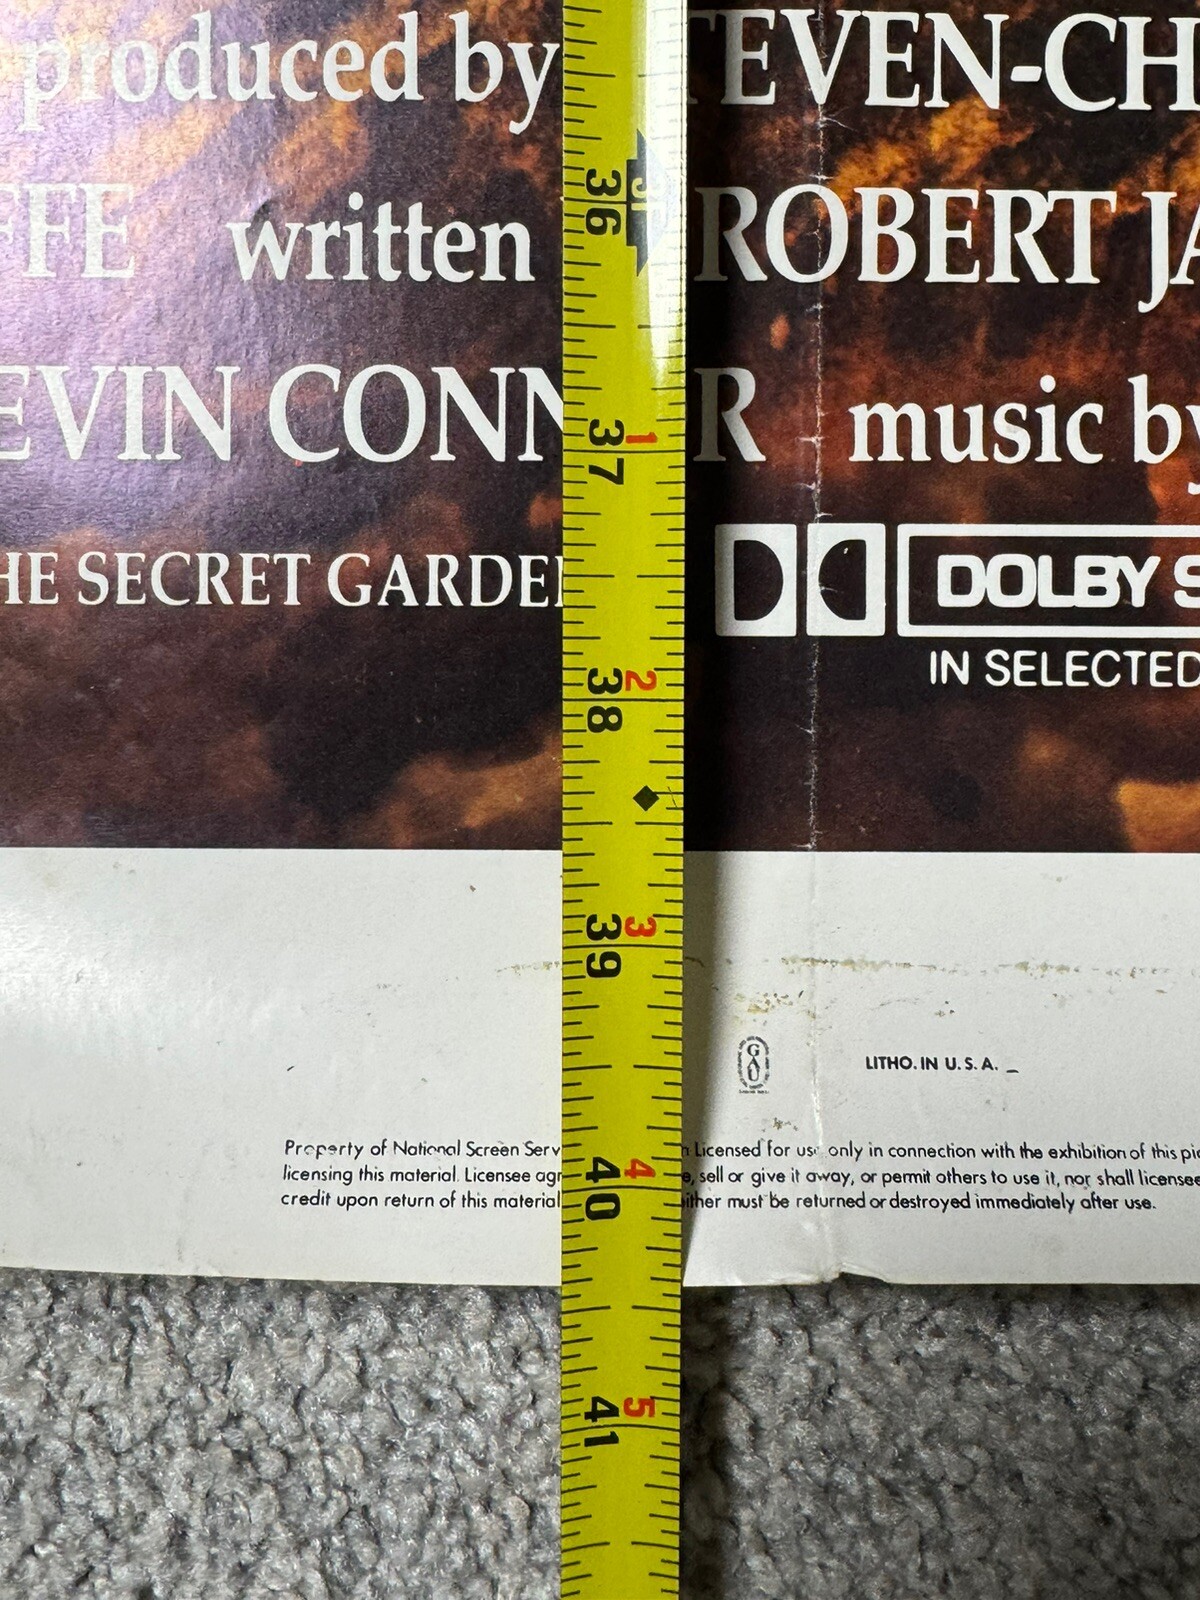 produced by TEVEN-CH
FFE written ROBERT JA
EVIN CONN R music by
HE SECRET GARDE DOLBY S
IN SELECTED
36
1
37
2
38
3
39
4
40
5
41
GAU
LITHO. IN U.S.A.
Property of National Screen Serv Licensed for us only in connection with the exhibition of this pi
licensing this material. Licensee ag e, sell or give it away, or permit others to use it, nor shall licensee
credit upon return of this material ither must be returned or destroyed immediately after use.